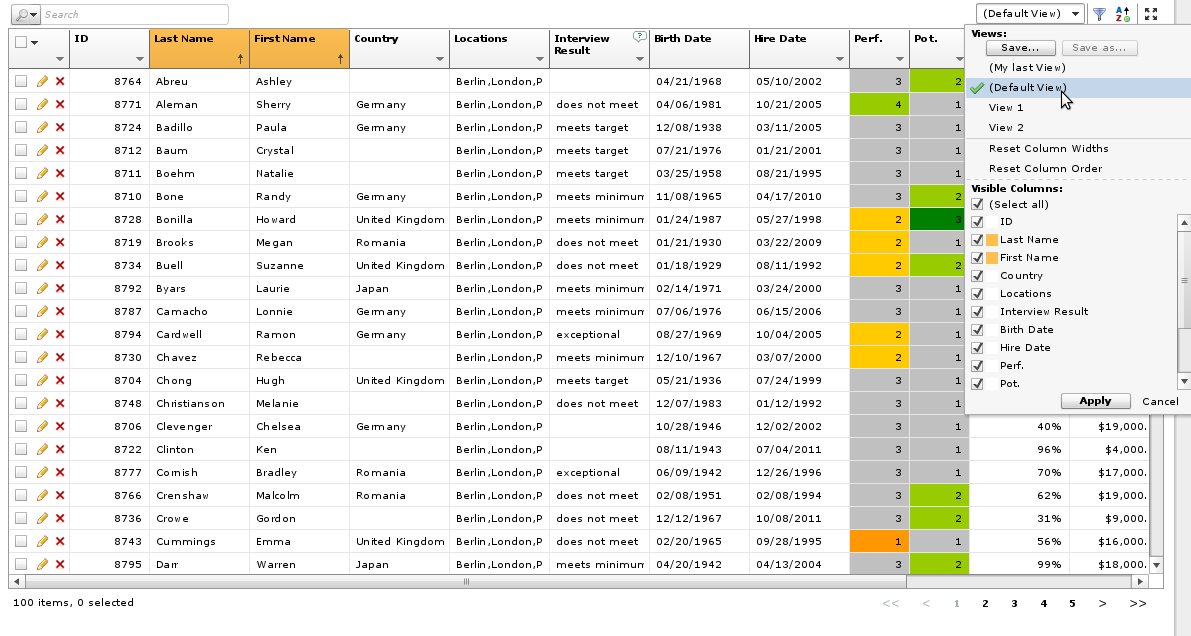 Search
(Default View)
ID Last Name First Name Country Locations Interview Result Birth Date Hire Date Perf. Pot.
8764 Abreu Ashley Berlin,London,P 04/21/1968 05/10/2002 3 2
8771 Aleman Sherry Germany Berlin,London,P does not meet 04/06/1981 10/21/2005 4 1
8724 Badillo Paula Germany Berlin,London,P meets target 12/08/1938 03/11/2005 3 1
8712 Baum Crystal Berlin,London,P meets target 07/21/1976 01/21/2001 3 1
8711 Boehm Natalie Berlin,London,P meets target 03/25/1958 08/21/1995 3 1
8710 Bone Randy Germany Berlin,London,P meets minimum 11/08/1965 04/17/2010 3 2
8728 Bonilla Howard United Kingdom Berlin,London,P meets minimum 01/24/1987 05/27/1998 2 3
8719 Brooks Megan Romania Berlin,London,P does not meet 01/21/1930 03/22/2009 2 1
8734 Buell Suzanne United Kingdom Berlin,London,P does not meet 01/18/1929 08/11/1992 2 2
8792 Byars Laurie Japan Berlin,London,P meets minimum 02/14/1971 03/24/2000 3 1
8787 Camacho Lonnie Berlin,London,P meets minimum 07/06/1976 06/15/2006 3 1
8794 Cardwell Ramon Germany Berlin,London,P exceptional 08/27/1969 10/04/2005 2 1
8730 Chavez Rebecca Berlin,London,P meets minimum 12/10/1967 03/07/2000 2 1
8704 Chong Hugh United Kingdom Berlin,London,P meets target 05/21/1936 07/24/1999 3 1
8748 Christianson Melanie Berlin,London,P does not meet 12/07/1983 01/12/1992 3 1
8706 Clevenger Chelsea Germany Berlin,London,P 10/28/1946 12/02/2002 3 1 40% $19,000.
8722 Clinton Ken Berlin,London,P 08/11/1943 07/04/2011 3 1 96% $4,000.
8777 Cornish Bradley Romania Berlin,London,P exceptional 06/09/1942 12/26/1996 3 1 70% $17,000.
8766 Crenshaw Malcolm Romania Berlin,London,P does not meet 02/08/1951 02/08/1994 3 2 62% $19,000.
8736 Crowe Gordon Berlin,London,P does not meet 12/12/1967 10/08/2011 3 2 31% $9,000.
8743 Cummings Emma United Kingdom Berlin,London,P does not meet 02/20/1965 09/28/1995 1 1 56% $16,000.
8795 Darr Warren Japan Berlin,London,P meets minimum 04/20/1942 04/13/2004 3 2 99% $18,000.
Views:
Save... Save as...
(My last View)
(Default View)
View 1
View 2
Reset Column Widths
Reset Column Order
Visible Columns:
(Select all)
ID
Last Name
First Name
Country
Locations
Interview Result
Birth Date
Hire Date
Perf.
Pot.
Apply Cancel
100 items, 0 selected
<< < 1 2 3 4 5 > >>